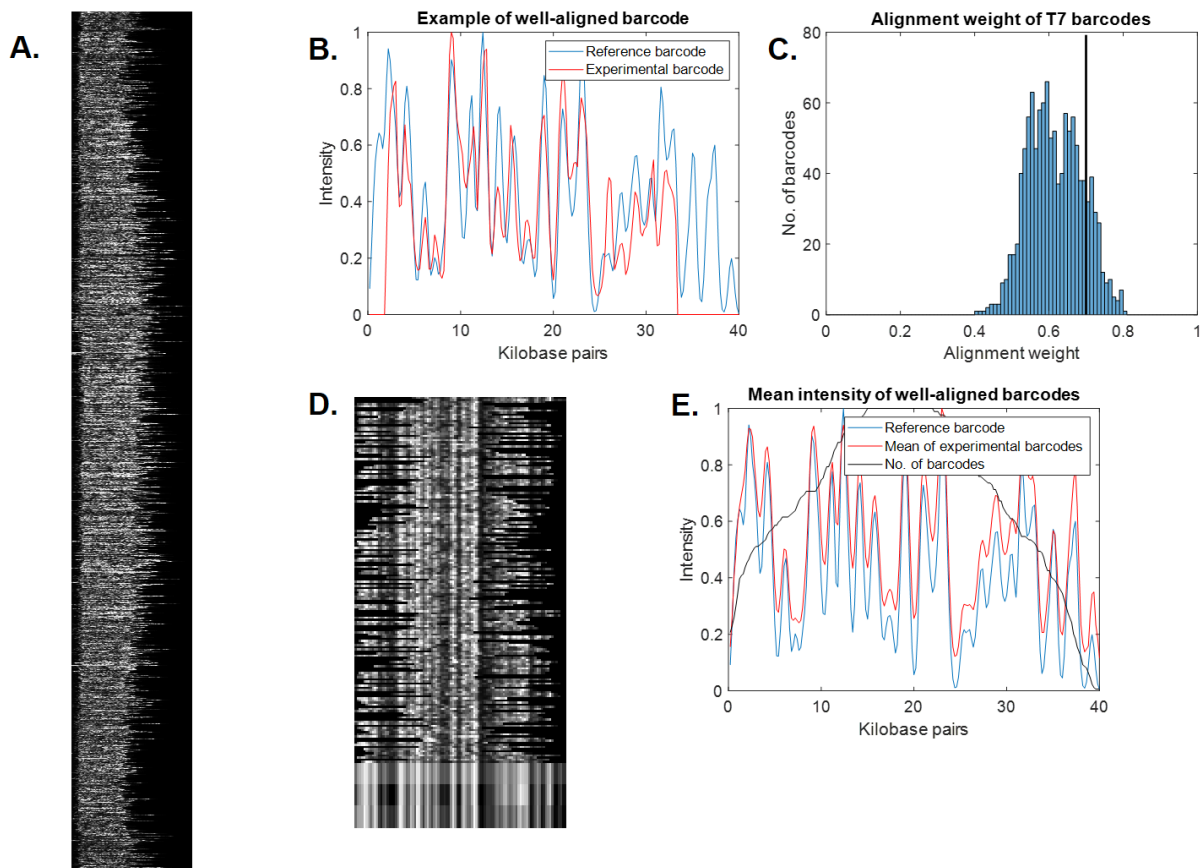 A.
B.
Example of well-aligned barcode
Reference barcode
Experimental barcode
Intensity
1
0.8
0.6
0.4
0.2
0
0 10 20 30 40
Kilobase pairs
C.
Alignment weight of T7 barcodes
No. of barcodes
80
60
40
20
0
0 0.2 0.4 0.6 0.8 1
Alignment weight
D.
E.
Mean intensity of well-aligned barcodes
Reference barcode
Mean of experimental barcodes
No. of barcodes
Intensity
1
0.8
0.6
0.4
0.2
0
0 10 20 30 40
Kilobase pairs